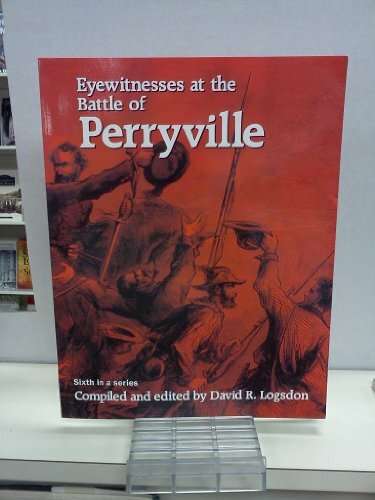 Eyewitnesses at the
Battle of
Perryville
Sixth in a series
Compiled and edited by David R. Logsdon